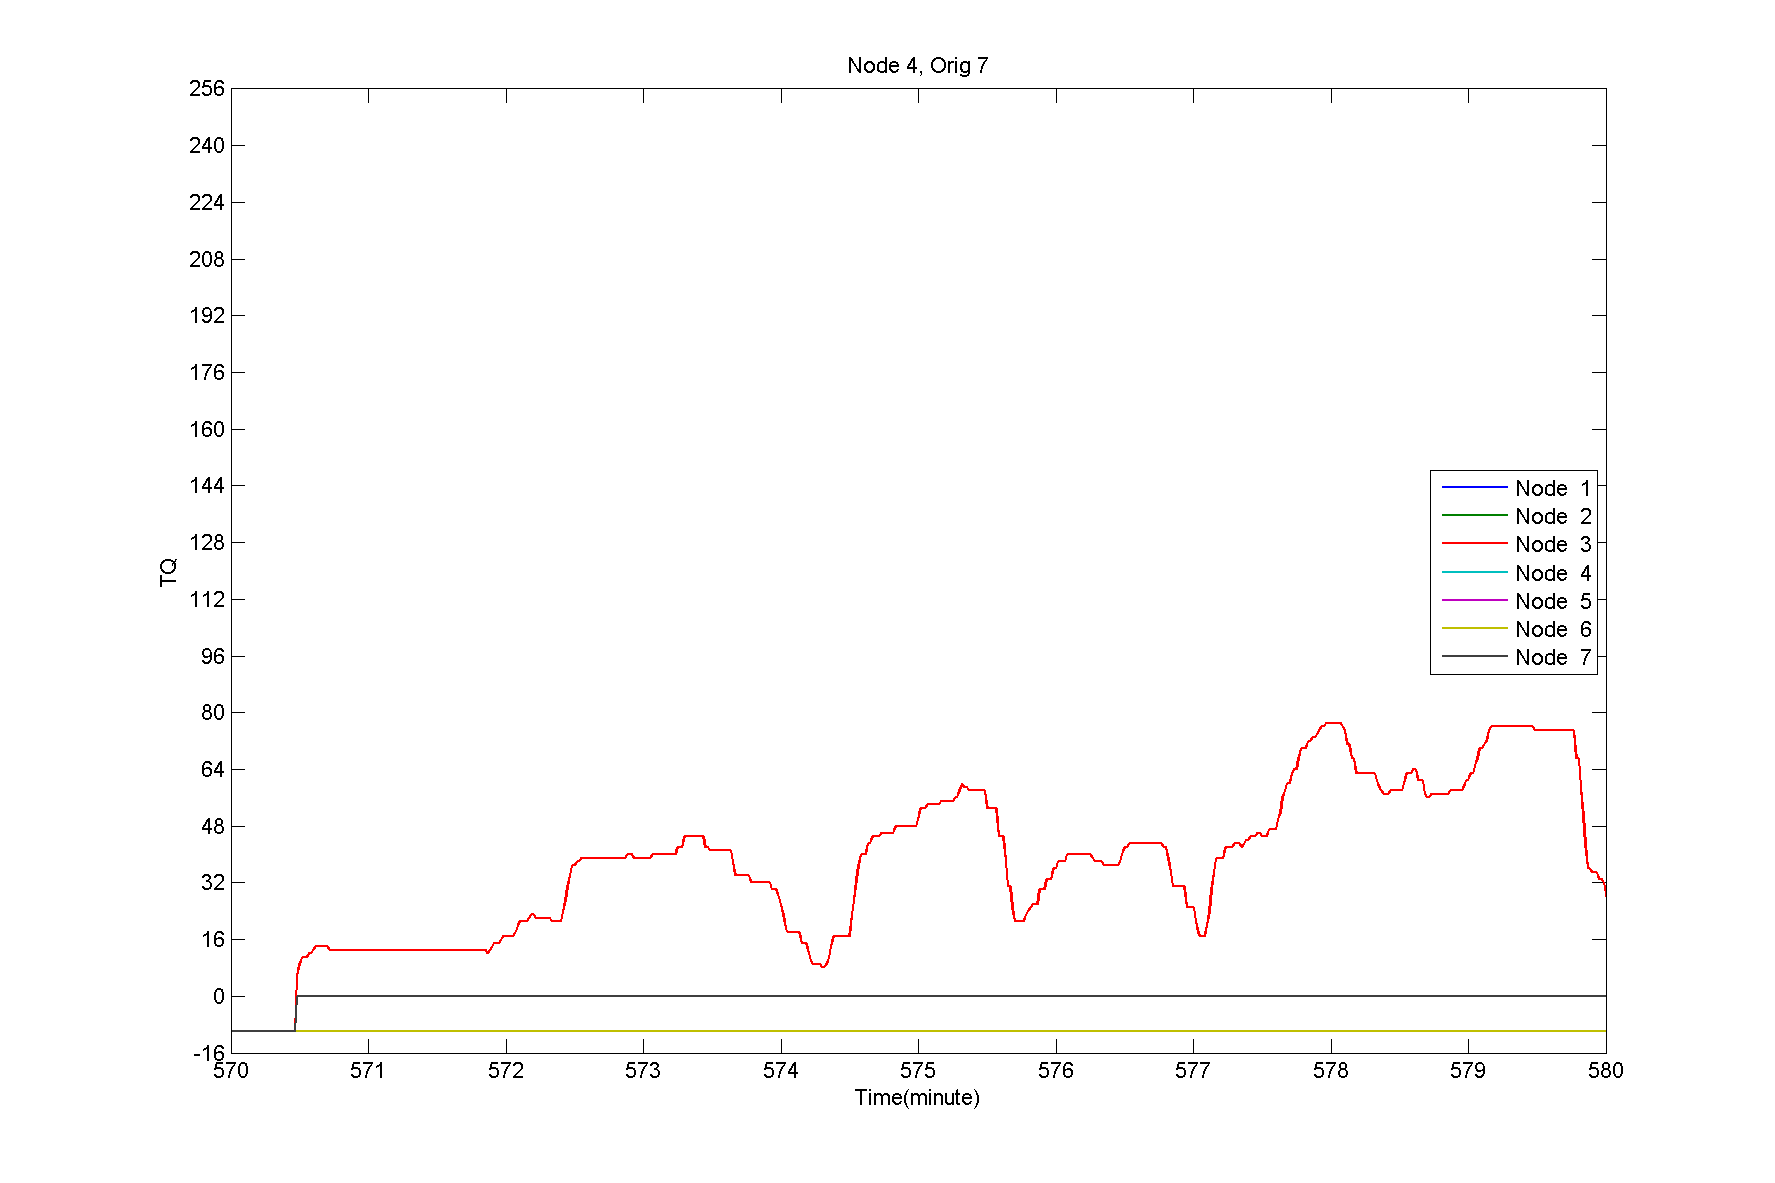 Node 4, Orig 7
256
240
224
208
192
176
160
144
128
112
96
80
64
48
32
16
0
-16
TQ
Node 1
Node 2
Node 3
Node 4
Node 5
Node 6
Node 7
570 571 572 573 574 575 576 577 578 579 580
Time(minute)